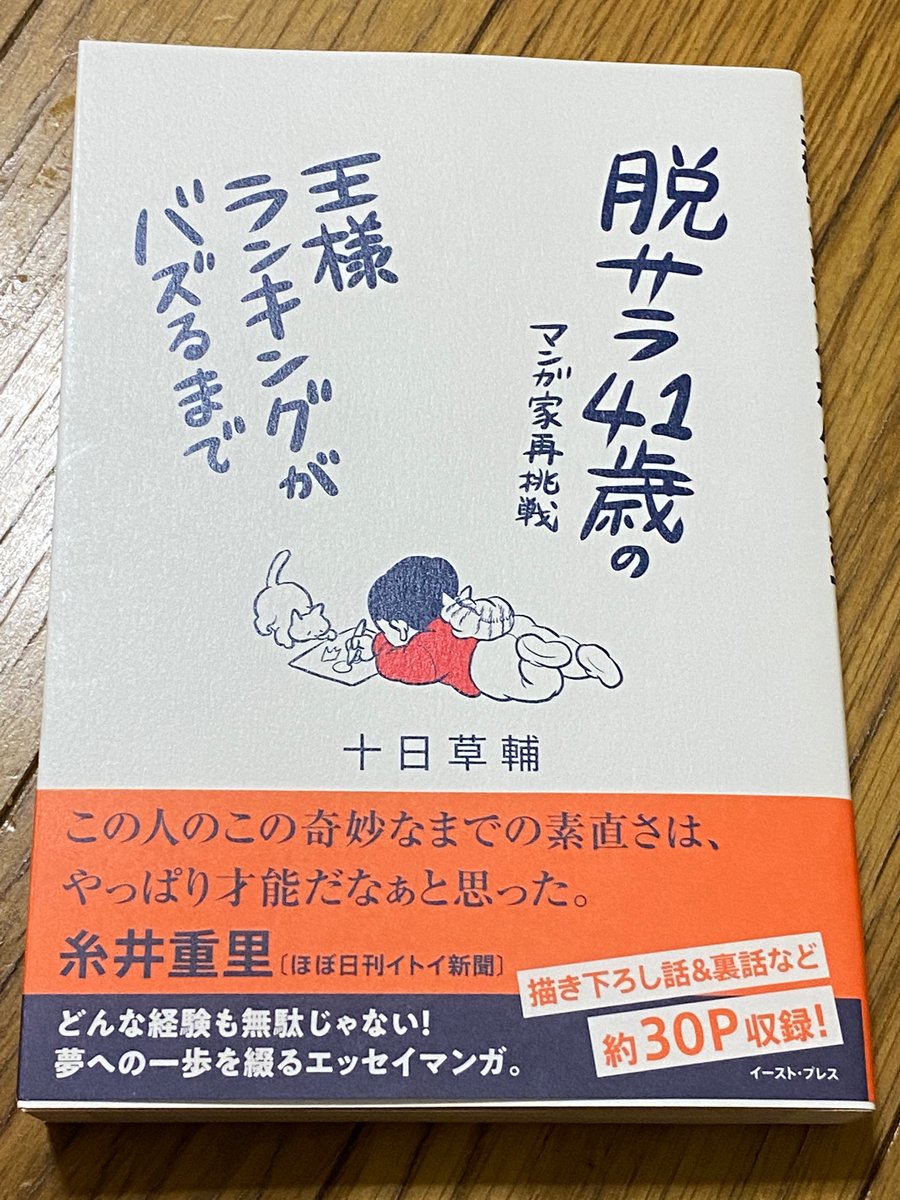 脱サラ41歳の
マンガ家再挑戦
王様
ランキングが
バズるまで
十日草輔
この人のこの奇妙なまでの素直さは、
やっぱり才能だなぁと思った。
糸井重里〔ほぼ日刊イトイ新聞〕
描き下ろし話&裏話など
約30P収録!
どんな経験も無駄じゃない!
夢への一歩を綴るエッセイマンガ。
イースト・プレス